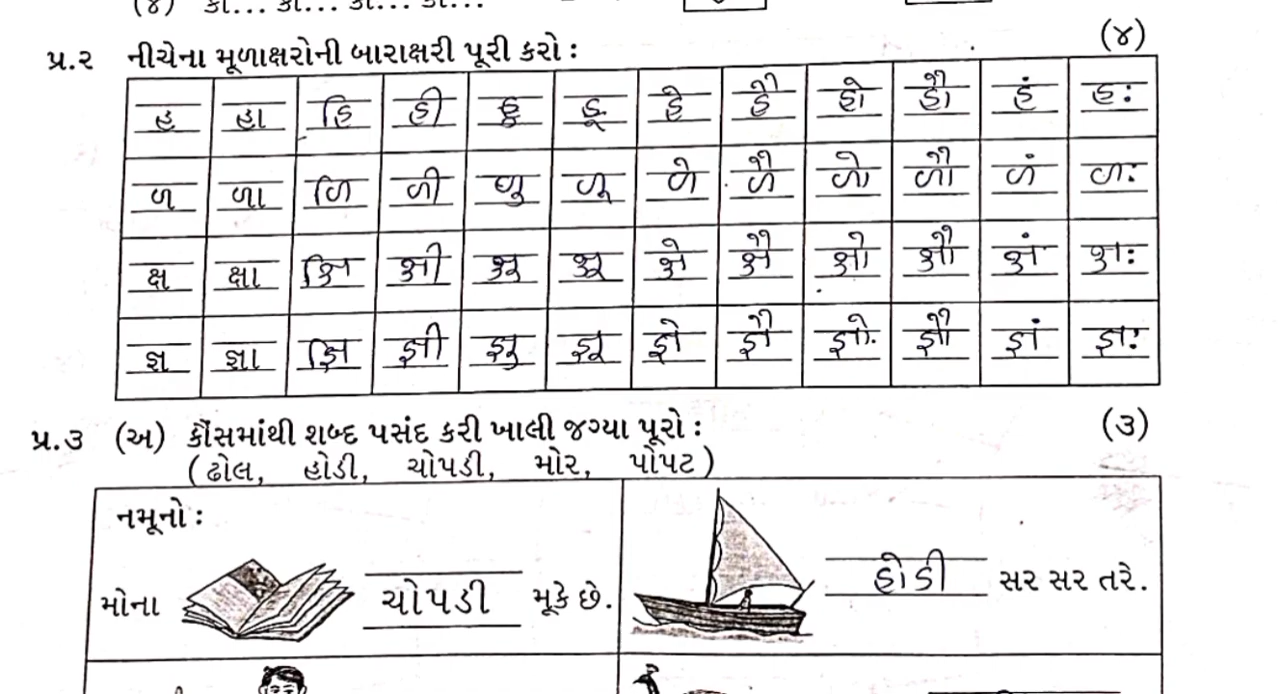 પ્ર.૨ નીચેના મૂળાક્ષરોની બારાક્ષરી પૂરી કરો : (૪)
હ હા હિ હી હુ હૂ હે હૈ હો હૌ હં હઃ
ળ ળા ળિ ળી ળુ ળૂ ળે ળૈ ળો ળૌ ળં ળઃ
ક્ષ ક્ષા ક્ષિ ક્ષી ક્ષુ ક્ષૂ ક્ષે ક્ષૈ ક્ષો ક્ષૌ ક્ષં ક્ષઃ
જ્ઞ જ્ઞા જ્ઞિ જ્ઞી જ્ઞુ જ્ઞૂ જ્ઞે જ્ઞૈ જ્ઞો જ્ઞૌ જ્ઞં જ્ઞઃ
પ્ર.૩ (અ) કૌંસમાંથી શબ્દ પસંદ કરી ખાલી જગ્યા પૂરો : (૩)
(ઢોલ, હોડી, ચોપડી, મોર, પોપટ)
નમૂનો :
મોના ચોપડી મૂકે છે.
હોડી સર સર તરે.